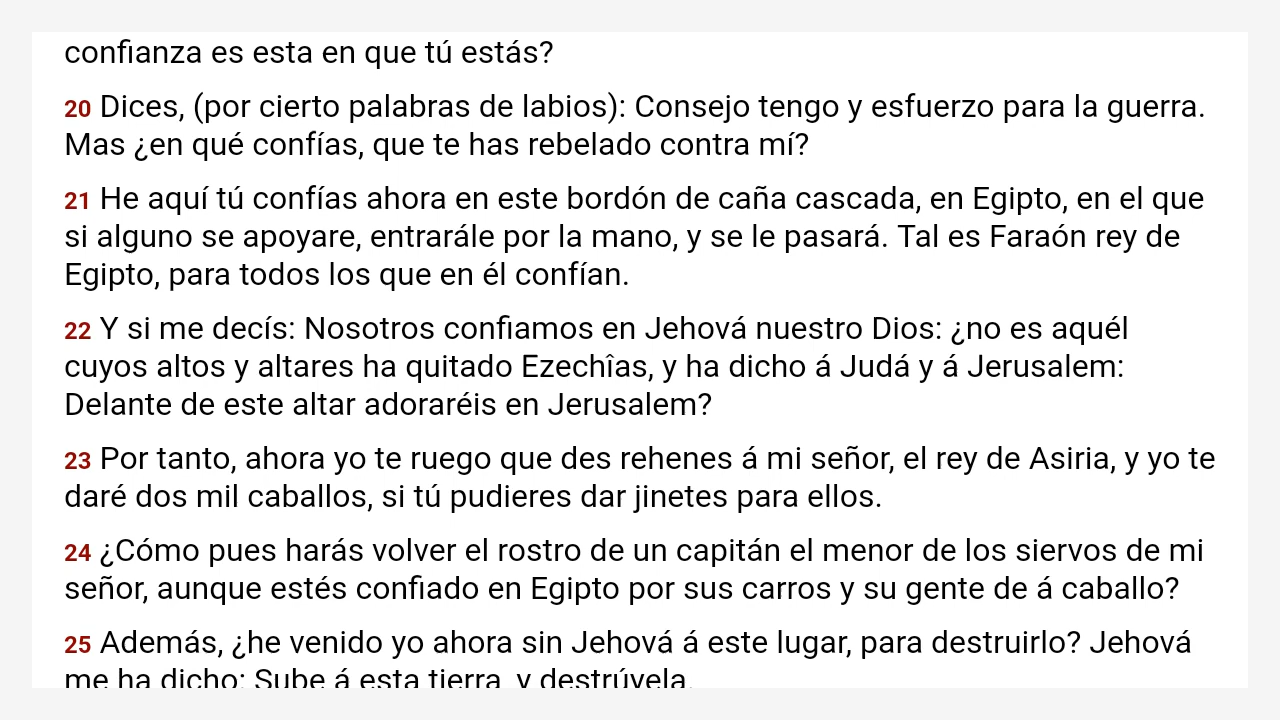 confianza es esta en que tú estás?
20 Dices, (por cierto palabras de labios): Consejo tengo y esfuerzo para la guerra.
Mas ¿en qué confías, que te has rebelado contra mí?
21 He aquí tú confías ahora en este bordón de caña cascada, en Egipto, en el que
si alguno se apoyare, entrarále por la mano, y se le pasará. Tal es Faraón rey de
Egipto, para todos los que en él confían.
22 Y si me decís: Nosotros confiamos en Jehová nuestro Dios: ¿no es aquél
cuyos altos y altares ha quitado Ezechîas, y ha dicho á Judá y á Jerusalem:
Delante de este altar adoraréis en Jerusalem?
23 Por tanto, ahora yo te ruego que des rehenes á mi señor, el rey de Asiria, y yo te
daré dos mil caballos, si tú pudieres dar jinetes para ellos.
24 ¿Cómo pues harás volver el rostro de un capitán el menor de los siervos de mi
señor, aunque estés confiado en Egipto por sus carros y su gente de á caballo?
25 Además, ¿he venido yo ahora sin Jehová á este lugar, para destruirlo? Jehová
me ha dicho: Sube á esta tierra, y destrúyela.